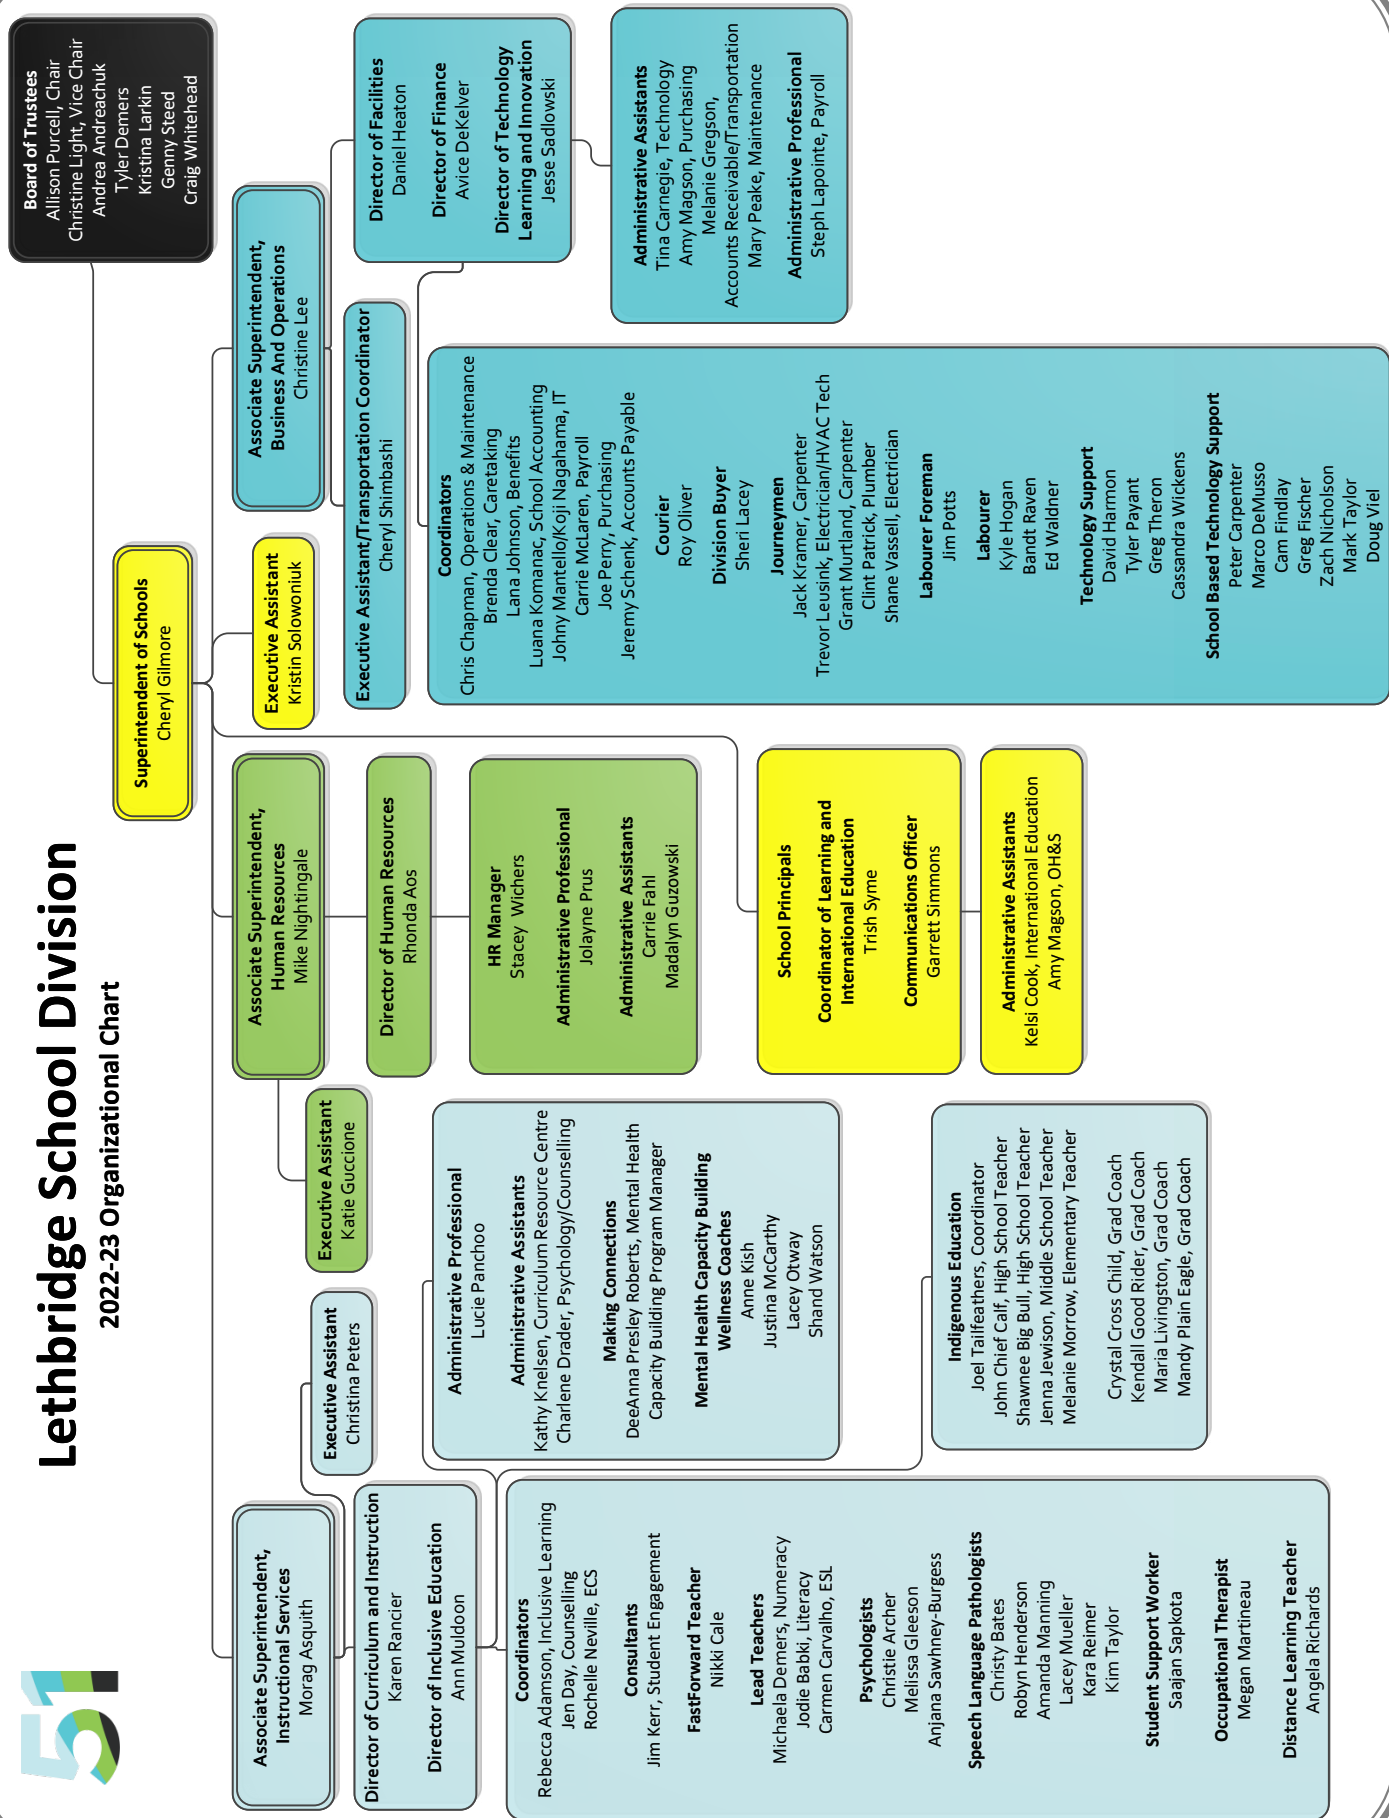 51
Lethbridge School Division
2022-23 Organizational Chart
Board of Trustees
Allison Purcell, Chair
Christine Light, Vice Chair
Andrea Andreachuk
Tyler Demers
Kristina Larkin
Genny Steed
Craig Whitehead
Superintendent of Schools
Cheryl Gilmore
Executive Assistant
Kristin Solowoniuk
Associate Superintendent,
Instructional Services
Morag Asquith
Executive Assistant
Christina Peters
Director of Curriculum and Instruction
Karen Rancier
Director of Inclusive Education
Ann Muldoon
Coordinators
Rebecca Adamson, Inclusive Learning
Jen Day, Counselling
Rochelle Neville, ECS
Consultants
Jim Kerr, Student Engagement
FastForward Teacher
Nikki Cale
Lead Teachers
Michaela Demers, Numeracy
Jodie Babki, Literacy
Carmen Carvalho, ESL
Psychologists
Christie Archer
Melissa Gleeson
Anjana Sawhney-Burgess
Speech Language Pathologists
Christy Bates
Robyn Henderson
Amanda Manning
Lacey Mueller
Kara Reimer
Kim Taylor
Student Support Worker
Saajan Sapkota
Occupational Therapist
Megan Martineau
Distance Learning Teacher
Angela Richards
Administrative Professional
Lucie Panchoo
Administrative Assistants
Kathy Knelsen, Curriculum Resource Centre
Charlene Drader, Psychology/Counselling
Making Connections
DeeAnna Presley Roberts, Mental Health
Capacity Building Program Manager
Mental Health Capacity Building
Wellness Coaches
Anne Kish
Justina McCarthy
Lacey Otway
Shand Watson
Indigenous Education
Joel Tailfeathers, Coordinator
John Chief Calf, High School Teacher
Shawnee Big Bull, High School Teacher
Jenna Jewison, Middle School Teacher
Melanie Morrow, Elementary Teacher
Crystal Cross Child, Grad Coach
Kendall Good Rider, Grad Coach
Maria Livingston, Grad Coach
Mandy Plain Eagle, Grad Coach
Associate Superintendent,
Human Resources
Mike Nightingale
Executive Assistant
Katie Guccione
Director of Human Resources
Rhonda Aos
HR Manager
Stacey Wichers
Administrative Professional
Jolayne Prus
Administrative Assistants
Carrie Fahl
Madalyn Guzowski
School Principals
Coordinator of Learning and
International Education
Trish Syme
Communications Officer
Garrett Simmons
Administrative Assistants
Kelsi Cook, International Education
Amy Magson, OH&S
Associate Superintendent,
Business And Operations
Christine Lee
Executive Assistant/Transportation Coordinator
Cheryl Shimbashi
Director of Facilities
Daniel Heaton
Director of Finance
Avice DeKelver
Director of Technology
Learning and Innovation
Jesse Sadlowski
Coordinators
Chris Chapman, Operations & Maintenance
Brenda Clear, Caretaking
Lana Johnson, Benefits
Luana Komanac, School Accounting
Johny Mantello/Koji Nagahama, IT
Carrie McLaren, Payroll
Joe Perry, Purchasing
Jeremy Schenk, Accounts Payable
Courier
Roy Oliver
Division Buyer
Sheri Lacey
Journeymen
Jack Kramer, Carpenter
Trevor Leusink, Electrician/HVAC Tech
Grant Murtland, Carpenter
Clint Patrick, Plumber
Shane Vassell, Electrician
Labourer Foreman
Jim Potts
Labourer
Kyle Hogan
Bandt Raven
Ed Waldner
Technology Support
David Harmon
Tyler Payant
Greg Theron
Cassandra Wickens
School Based Technology Support
Peter Carpenter
Marco DeMusso
Cam Findlay
Greg Fischer
Zach Nicholson
Mark Taylor
Doug Viel
Administrative Assistants
Tina Carnegie, Technology
Amy Magson, Purchasing
Melanie Gregson,
Accounts Receivable/Transportation
Mary Peake, Maintenance
Administrative Professional
Steph Lapointe, Payroll